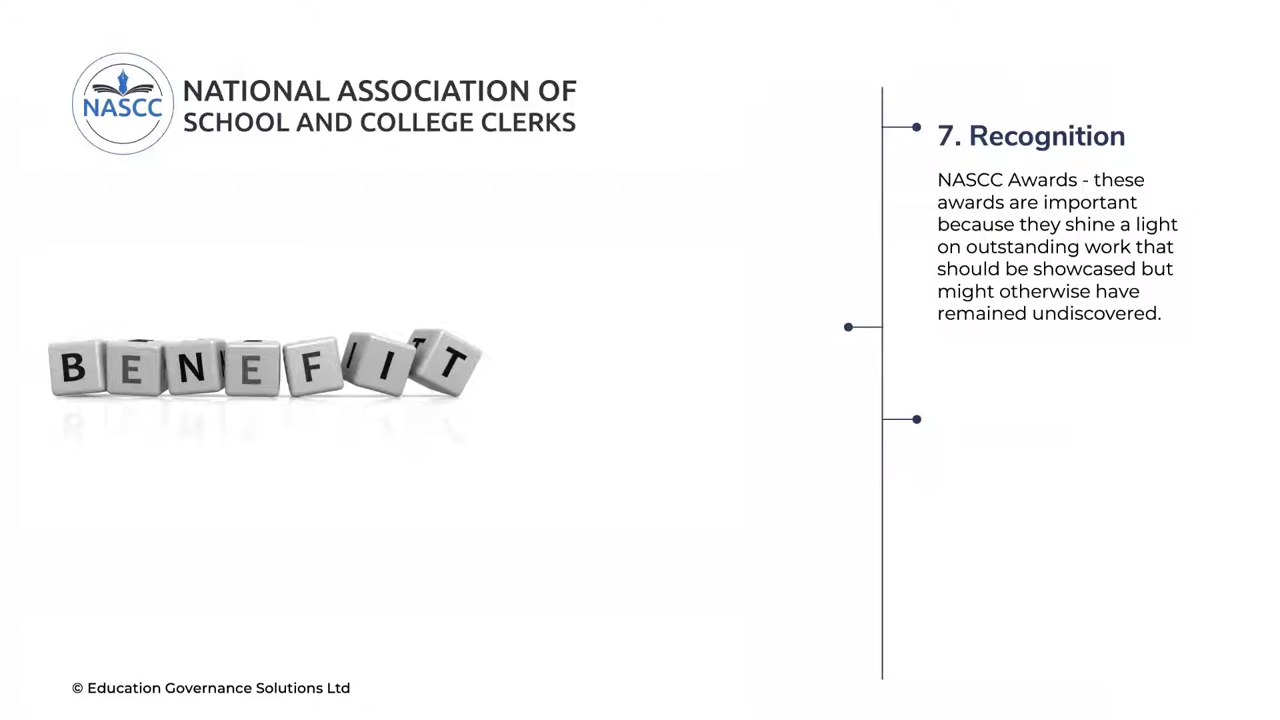 NASCC
NATIONAL ASSOCIATION OF
SCHOOL AND COLLEGE CLERKS
7. Recognition
NASCC Awards - these
awards are important
because they shine a light
on outstanding work that
should be showcased but
might otherwise have
remained undiscovered.
BENEFIT
© Education Governance Solutions Ltd